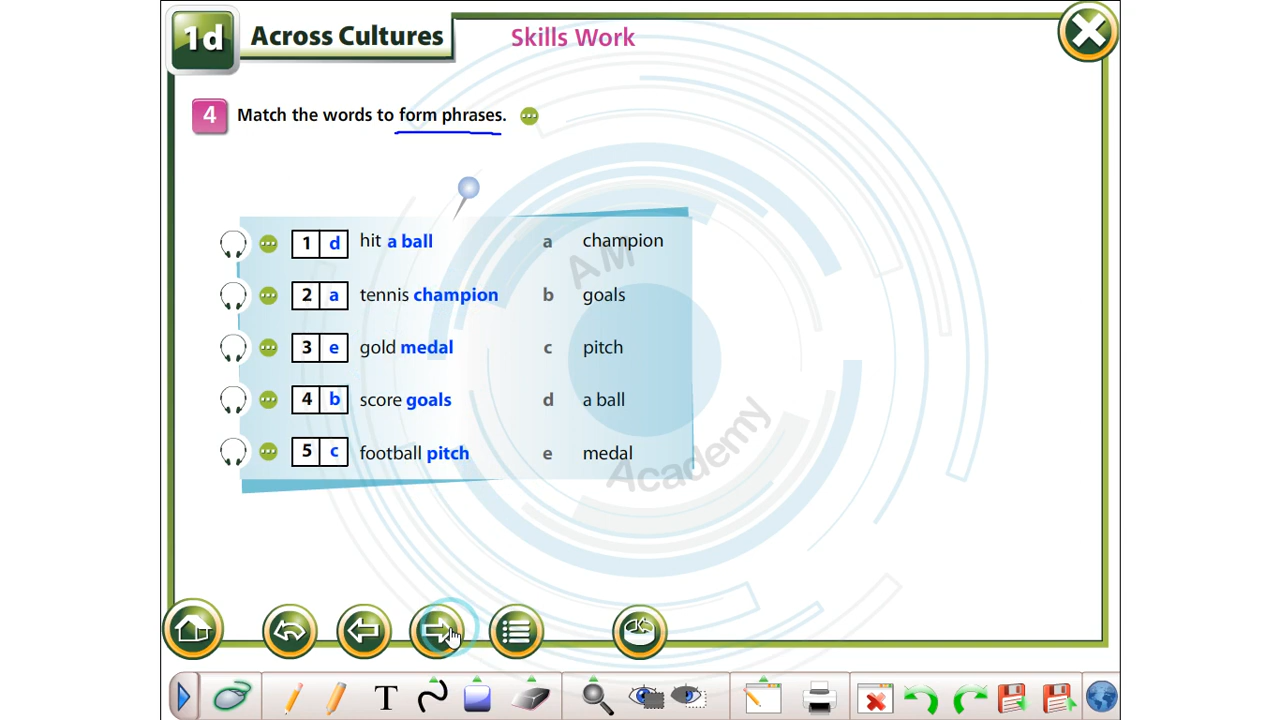 1d Across Cultures Skills Work
4 Match the words to form phrases.
1 d hit a ball a champion
2 a tennis champion b goals
3 e gold medal c pitch
4 b score goals d a ball
5 c football pitch e medal
AM
Academy
T